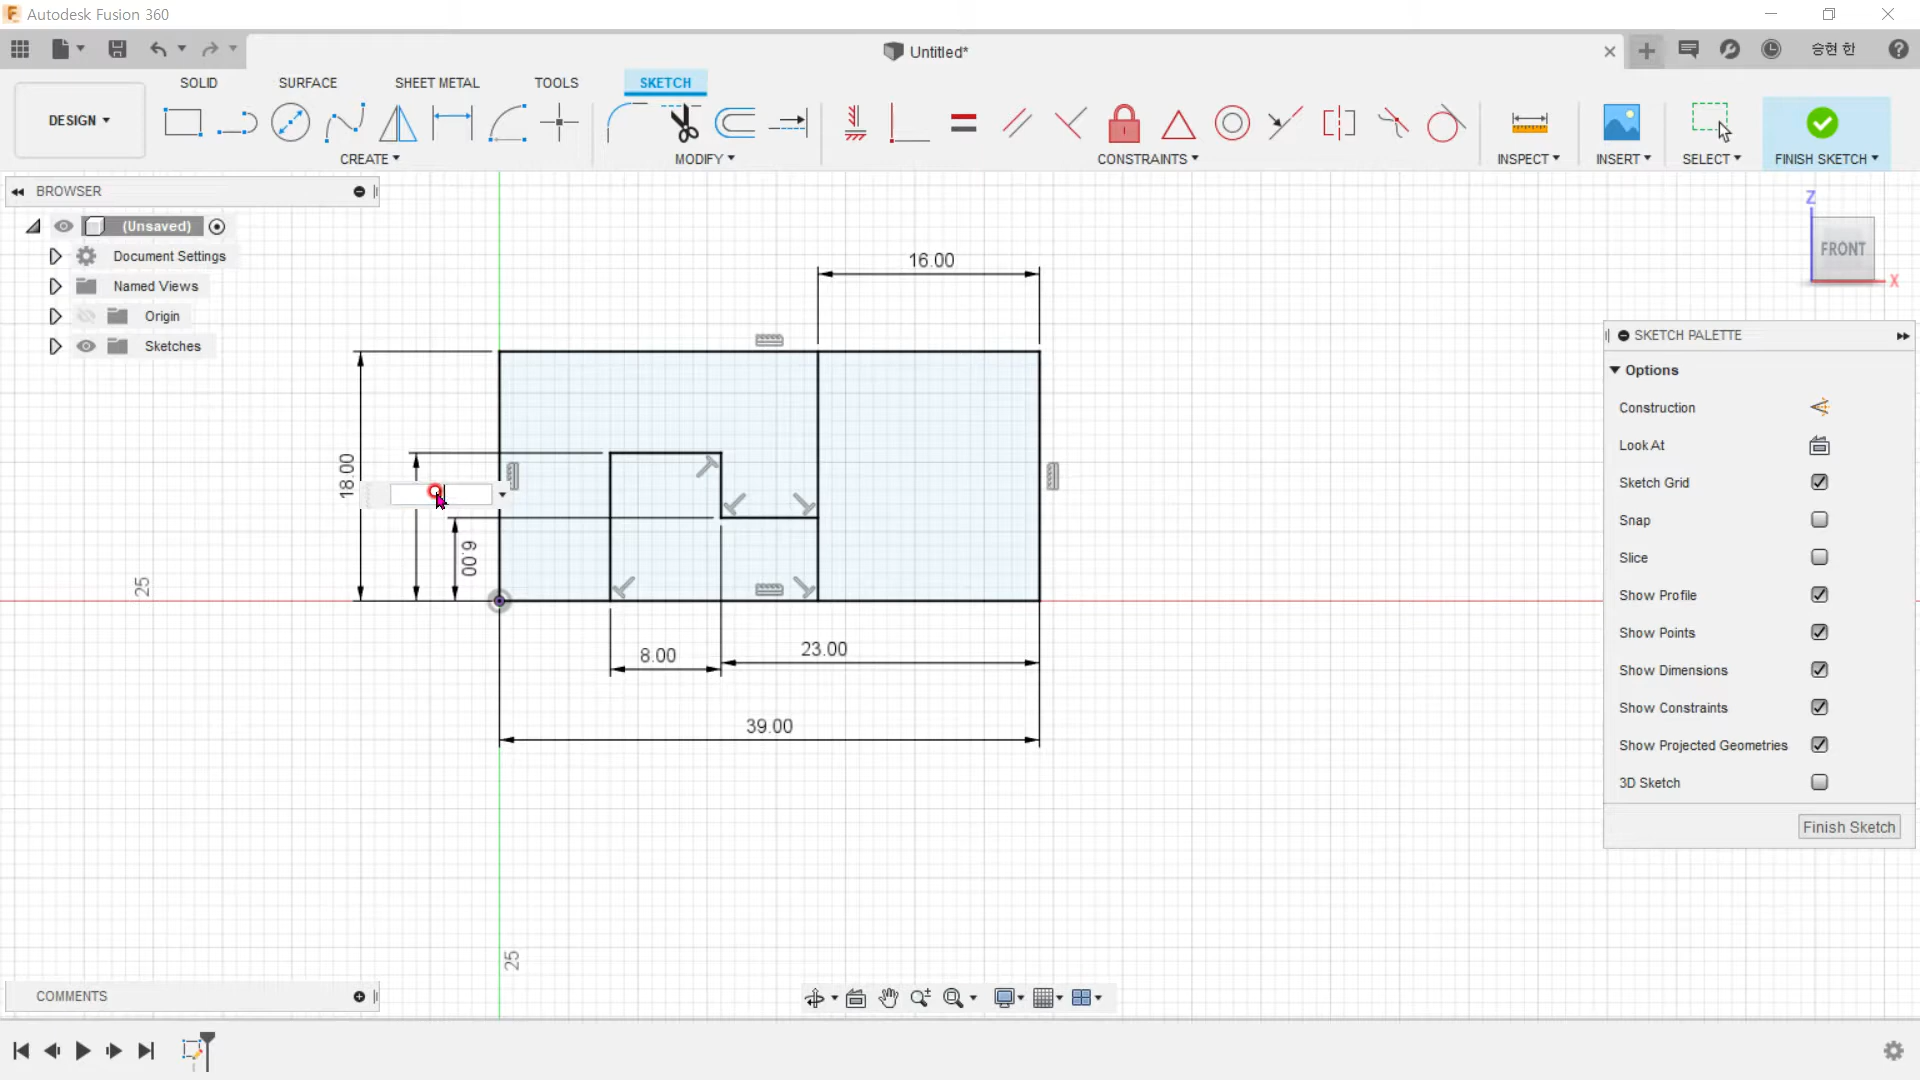 Autodesk Fusion 360
Untitled*
승현 한
SOLID
SURFACE
SHEET METAL
TOOLS
SKETCH
DESIGN
CREATE
MODIFY
CONSTRAINTS
INSPECT
INSERT
SELECT
FINISH SKETCH
BROWSER
(Unsaved)
Document Settings
Named Views
Origin
Sketches
Z
FRONT
X
16.00
18.00
6.00
25
8.00
23.00
39.00
25
SKETCH PALETTE
Options
Construction
Look At
Sketch Grid
Snap
Slice
Show Profile
Show Points
Show Dimensions
Show Constraints
Show Projected Geometries
3D Sketch
Finish Sketch
COMMENTS